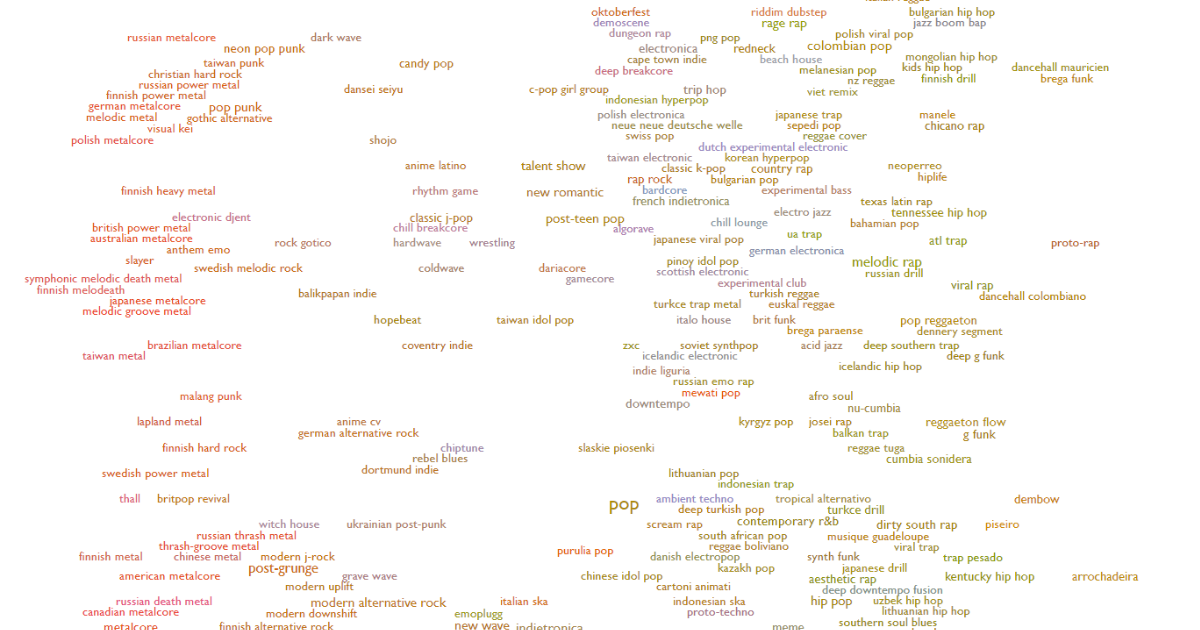 oktoberfest riddim dubstep bulgarian hip hop
demoscene rage rap jazz boom bap
dungeon rap polish viral pop
russian metalcore dark wave png pop
neon pop punk electronica redneck colombian pop
cape town indie beach house mongolian hip hop
taiwan punk candy pop kids hip hop dancehall mauricien
christian hard rock deep breakcore melanesian pop finnish drill brega funk
russian power metal nz reggae
finnish power metal dansei seiyu c-pop girl group trip hop viet remix
german metalcore pop punk indonesian hyperpop
melodic metal gothic alternative polish electronica japanese trap manele
visual kei neue neue deutsche welle sepedi pop chicano rap
polish metalcore shojo swiss pop reggae cover
dutch experimental electronic
taiwan electronic korean hyperpop
anime latino talent show classic k-pop country rap neoperreo
rap rock bulgarian pop hiplife
finnish heavy metal rhythm game new romantic bardcore experimental bass
french indietronica texas latin rap
electronic djent classic j-pop post-teen pop electro jazz tennessee hip hop
british power metal chill breakcore algorave chill lounge bahamian pop
australian metalcore rock gotico hardwave wrestling japanese viral pop ua trap atl trap proto-rap
anthem emo german electronica
slayer pinoy idol pop melodic rap
swedish melodic rock coldwave dariacore scottish electronic russian drill
symphonic melodic death metal gamecore experimental club viral rap
finnish melodeath balikpapan indie turkish reggae dancehall colombiano
japanese metalcore turkce trap metal euskal reggae
melodic groove metal hopebeat taiwan idol pop italo house brit funk pop reggaeton
brega paraense dennery segment
brazilian metalcore coventry indie zxc soviet synthpop acid jazz deep southern trap
taiwan metal icelandic electronic deep g funk
indie liguria icelandic hip hop
russian emo rap
malang punk mewati pop afro soul
downtempo nu-cumbia
lapland metal anime cv kyrgyz pop josei rap reggaeton flow
german alternative rock balkan trap g funk
finnish hard rock chiptune slaskie piosenki reggae tuga
rebel blues cumbia sonidera
swedish power metal dortmund indie lithuanian pop
indonesian trap
thall britpop revival pop ambient techno tropical alternativo dembow
deep turkish pop turkce drill
witch house ukrainian post-punk scream rap contemporary r&b dirty south rap piseiro
russian thrash metal south african pop musique guadeloupe
thrash-groove metal purulia pop reggae boliviano viral trap
finnish metal chinese metal modern j-rock danish electropop synth funk trap pesado
post-grunge kazakh pop japanese drill
american metalcore grave wave chinese idol pop aesthetic rap kentucky hip hop arrochadeira
modern uplift cartoni animati deep downtempo fusion
russian death metal modern alternative rock italian ska indonesian ska hip pop uzbek hip hop
canadian metalcore modern downshift emoplugg proto-techno lithuanian hip hop
metalcore finnish alternative rock new wave indietronica meme southern soul blues